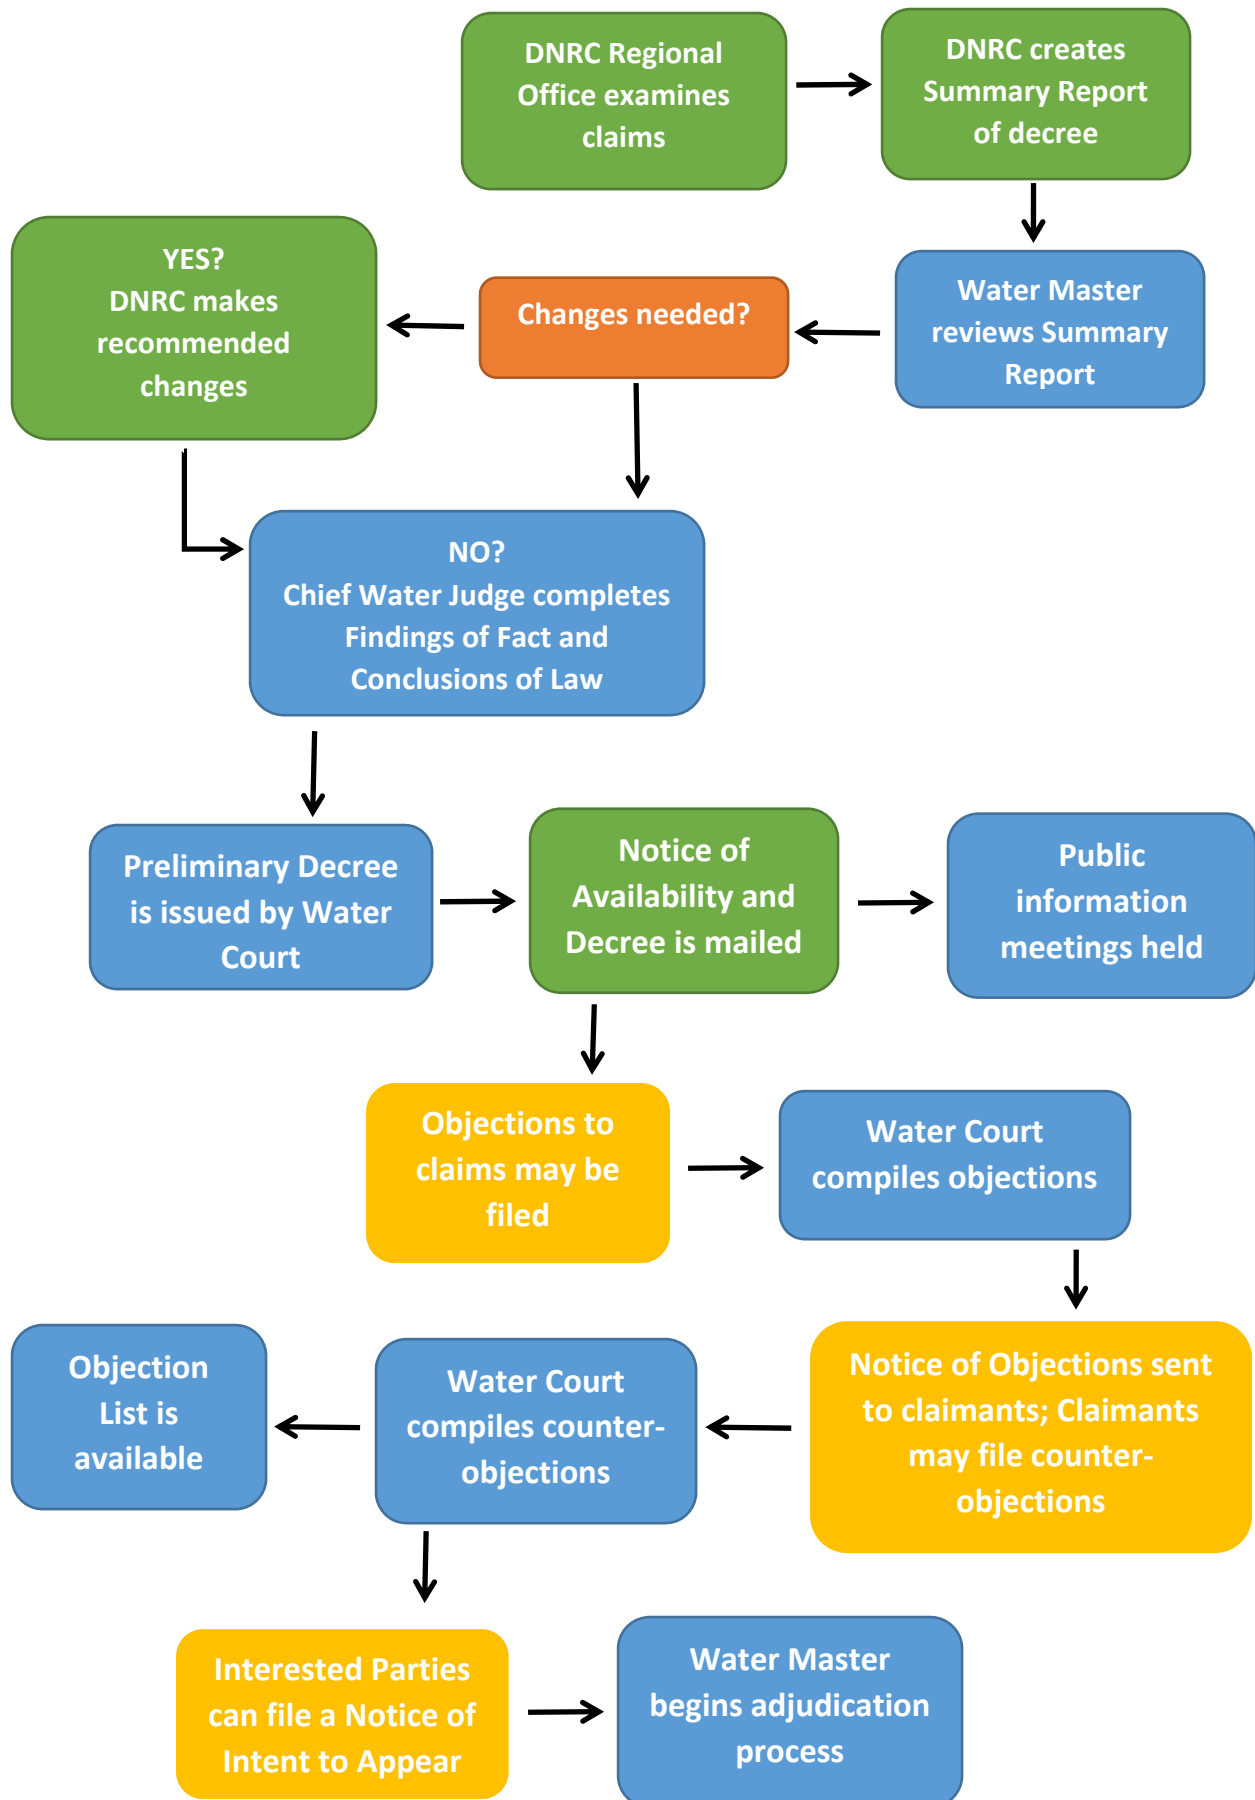 DNRC Regional
Office examines
claims
DNRC creates
Summary Report
of decree
Water Master
reviews Summary
Report
Changes needed?
YES?
DNRC makes
recommended
changes
NO?
Chief Water Judge completes
Findings of Fact and
Conclusions of Law
Preliminary Decree
is issued by Water
Court
Notice of
Availability and
Decree is mailed
Public
information
meetings held
Objections to
claims may be
filed
Water Court
compiles objections
Notice of Objections sent
to claimants; Claimants
may file counter-
objections
Water Court
compiles counter-
objections
Objection
List is
available
Interested Parties
can file a Notice of
Intent to Appear
Water Master
begins adjudication
process